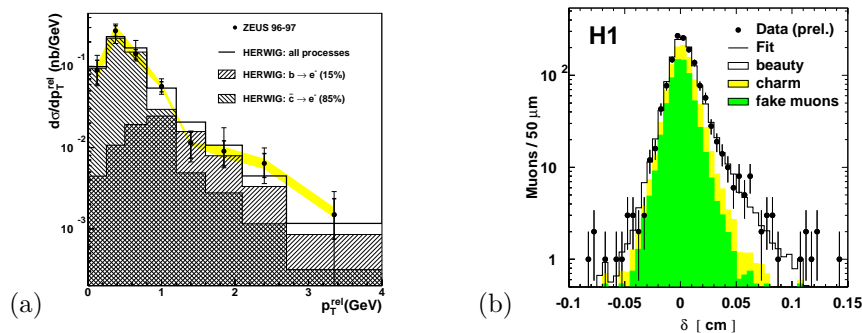 dσ/dp_T^rel (nb/GeV)
10^-1
10^-2
10^-3
ZEUS 96-97
HERWIG: all processes
HERWIG: b → e⁻ (15%)
HERWIG: c̄ → e⁻ (85%)
0 1 2 3 4
p_T^rel (GeV)
(a)
Muons / 50 μm
10^2
10
1
H1
Data (prel.)
Fit
beauty
charm
fake muons
-0.1 -0.05 0 0.05 0.1 0.15
δ [ cm ]
(b)